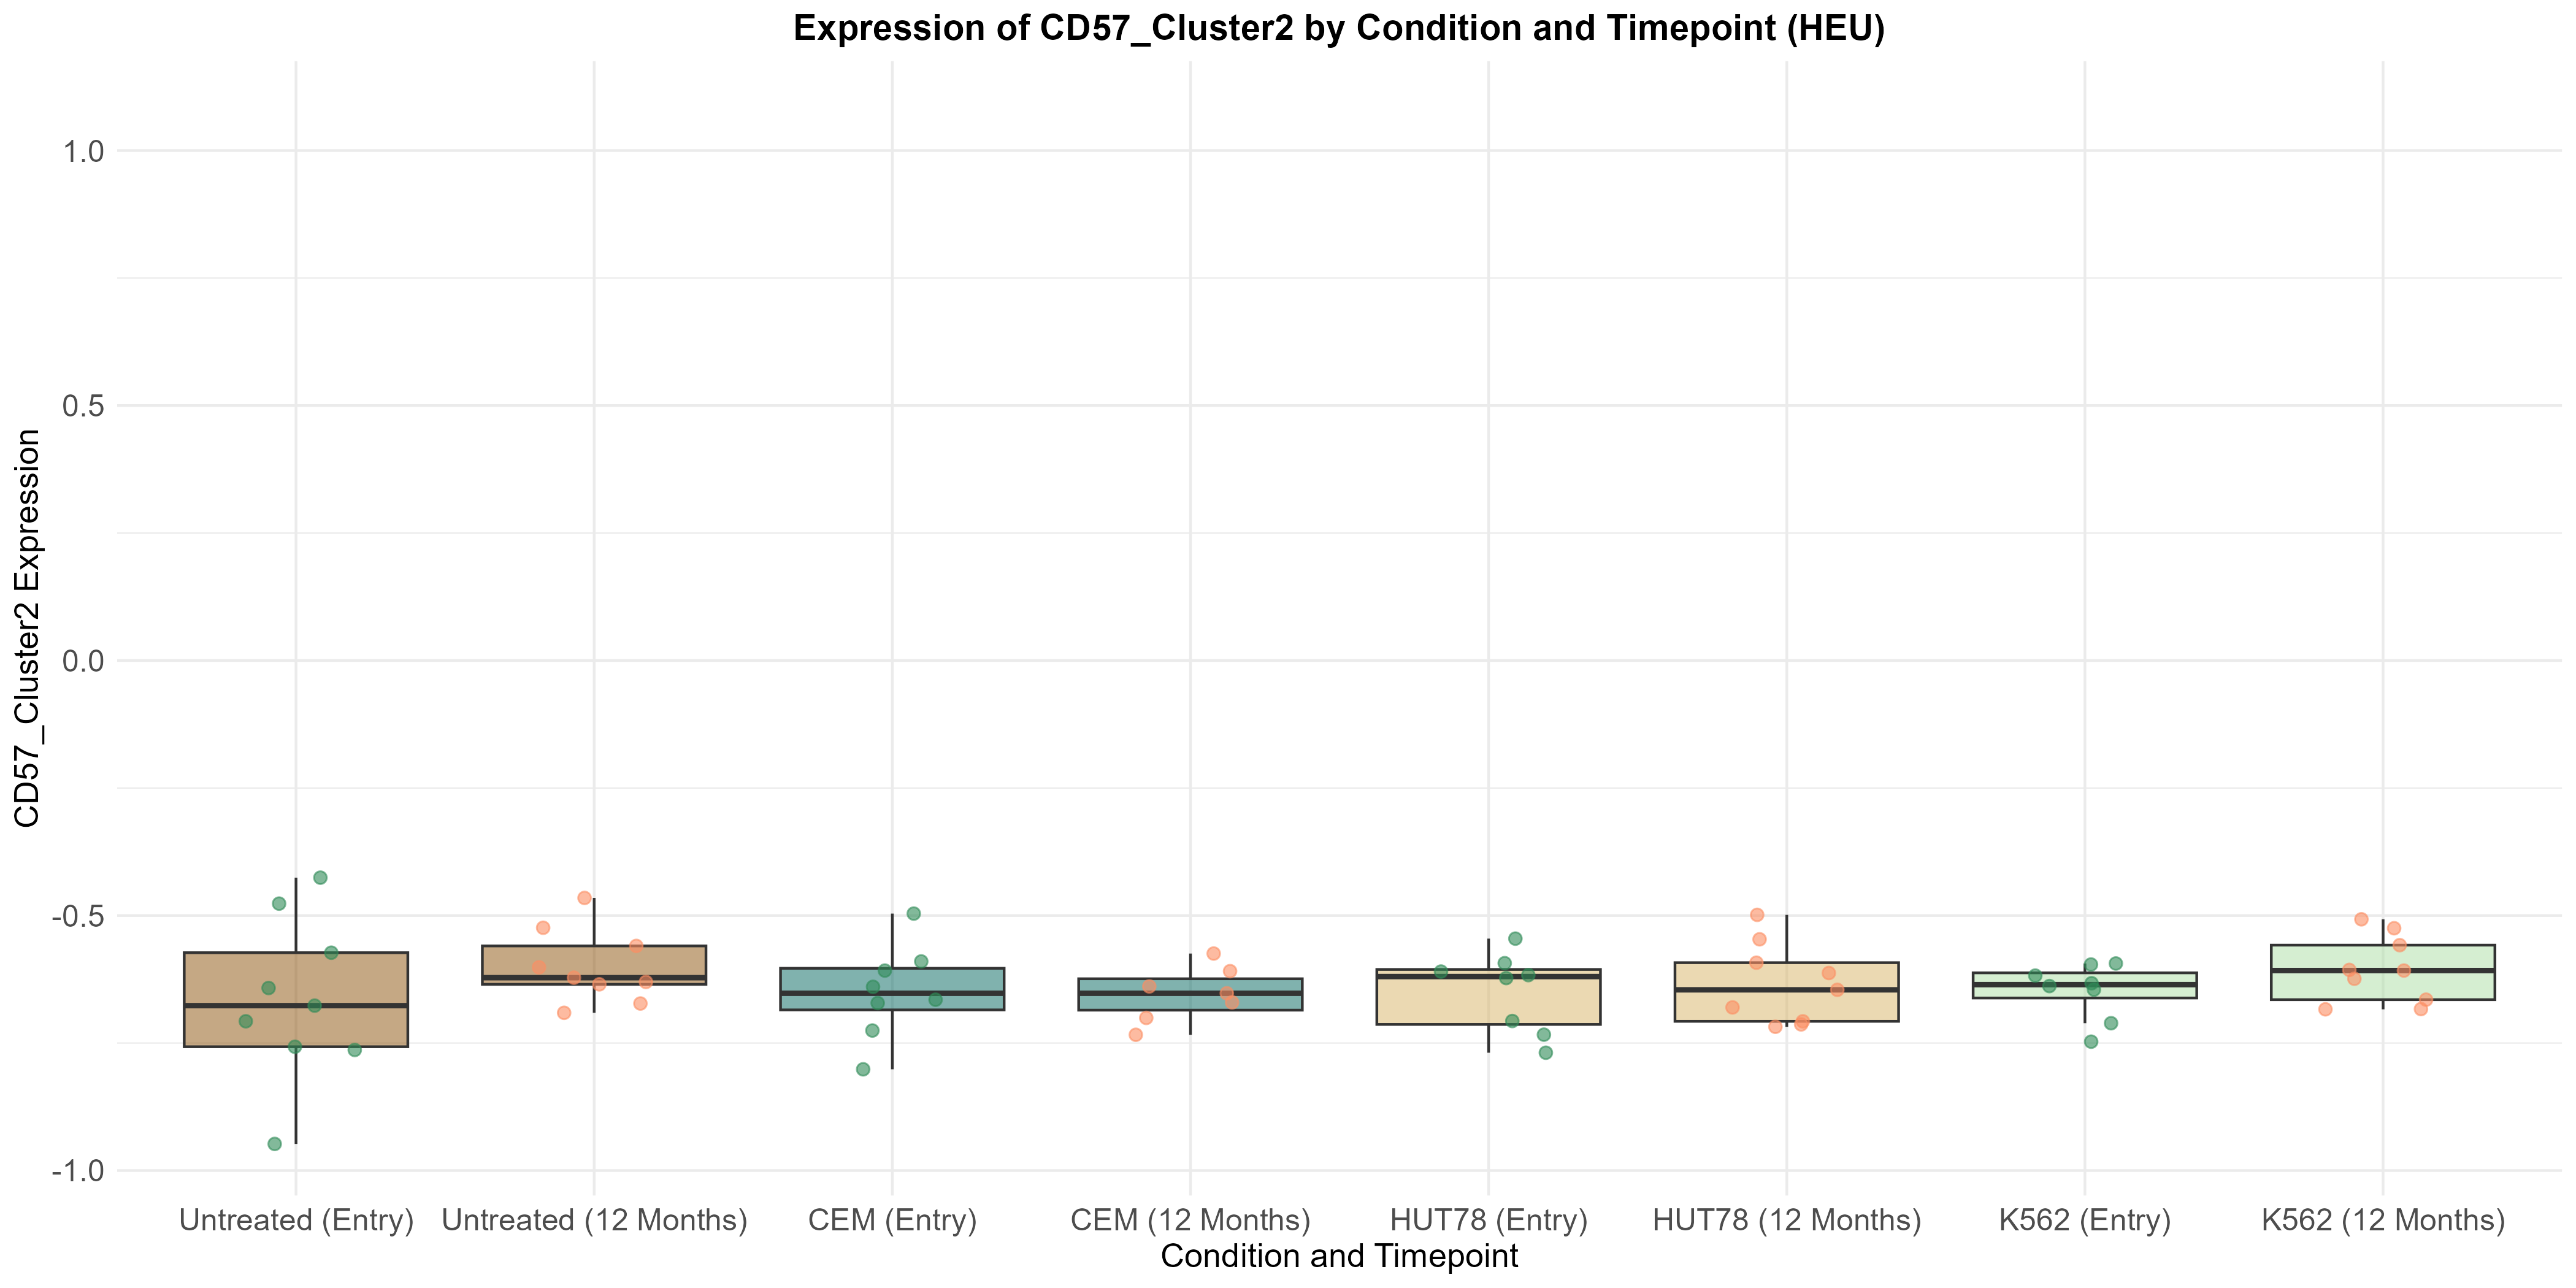 Expression of CD57_Cluster2 by Condition and Timepoint (HEU)
CD57_Cluster2 Expression
1.0
0.5
0.0
-0.5
-1.0
Untreated (Entry)
Untreated (12 Months)
CEM (Entry)
CEM (12 Months)
HUT78 (Entry)
HUT78 (12 Months)
K562 (Entry)
K562 (12 Months)
Condition and Timepoint